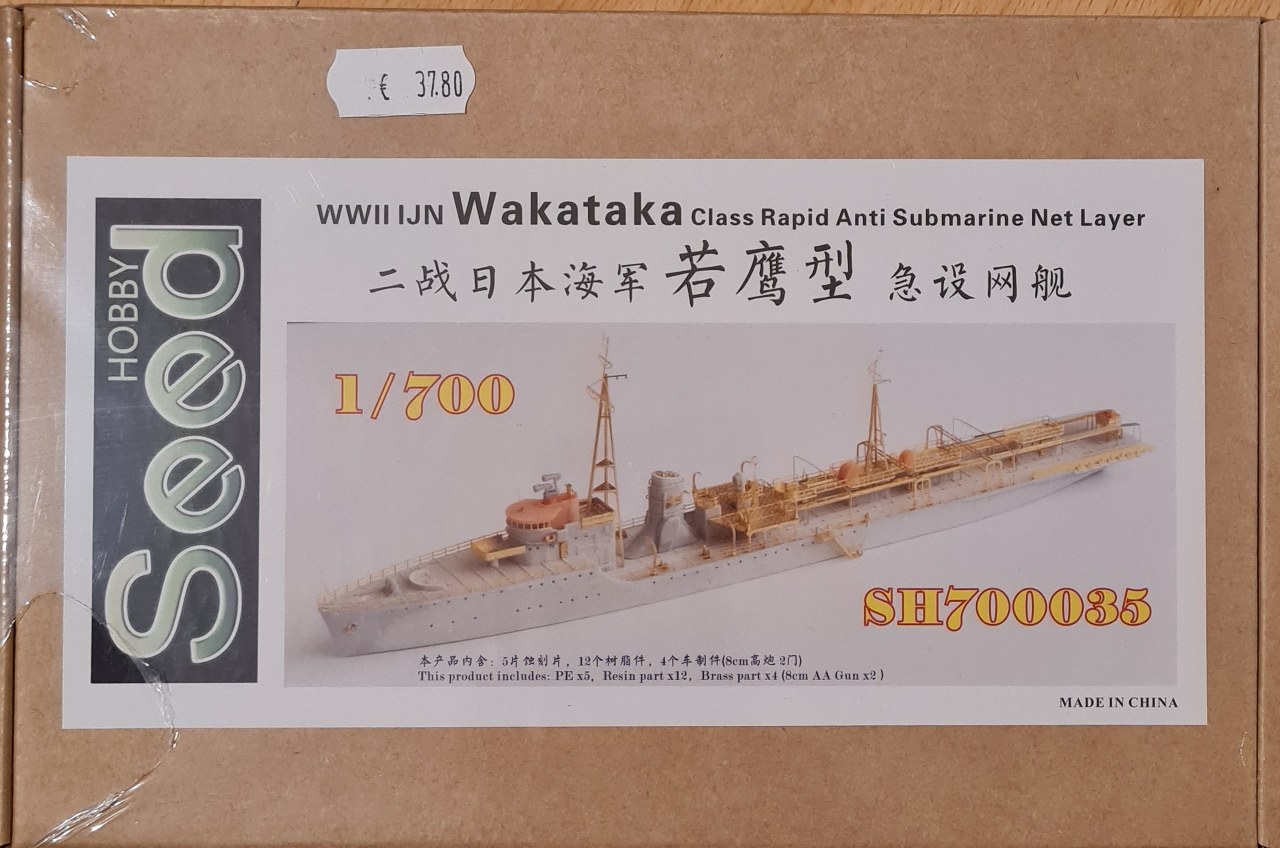 € 37.80
HOBBY
Seed
WWII IJN Wakataka Class Rapid Anti Submarine Net Layer
二战日本海军 若鹰型 急设网舰
1/700
SH700035
本产品内含：5片蚀刻片，12个树脂件，4个车制件(8cm高炮 2门)
This product includes: PE x5, Resin part x12, Brass part x4 (8cm AA Gun x2 )
MADE IN CHINA